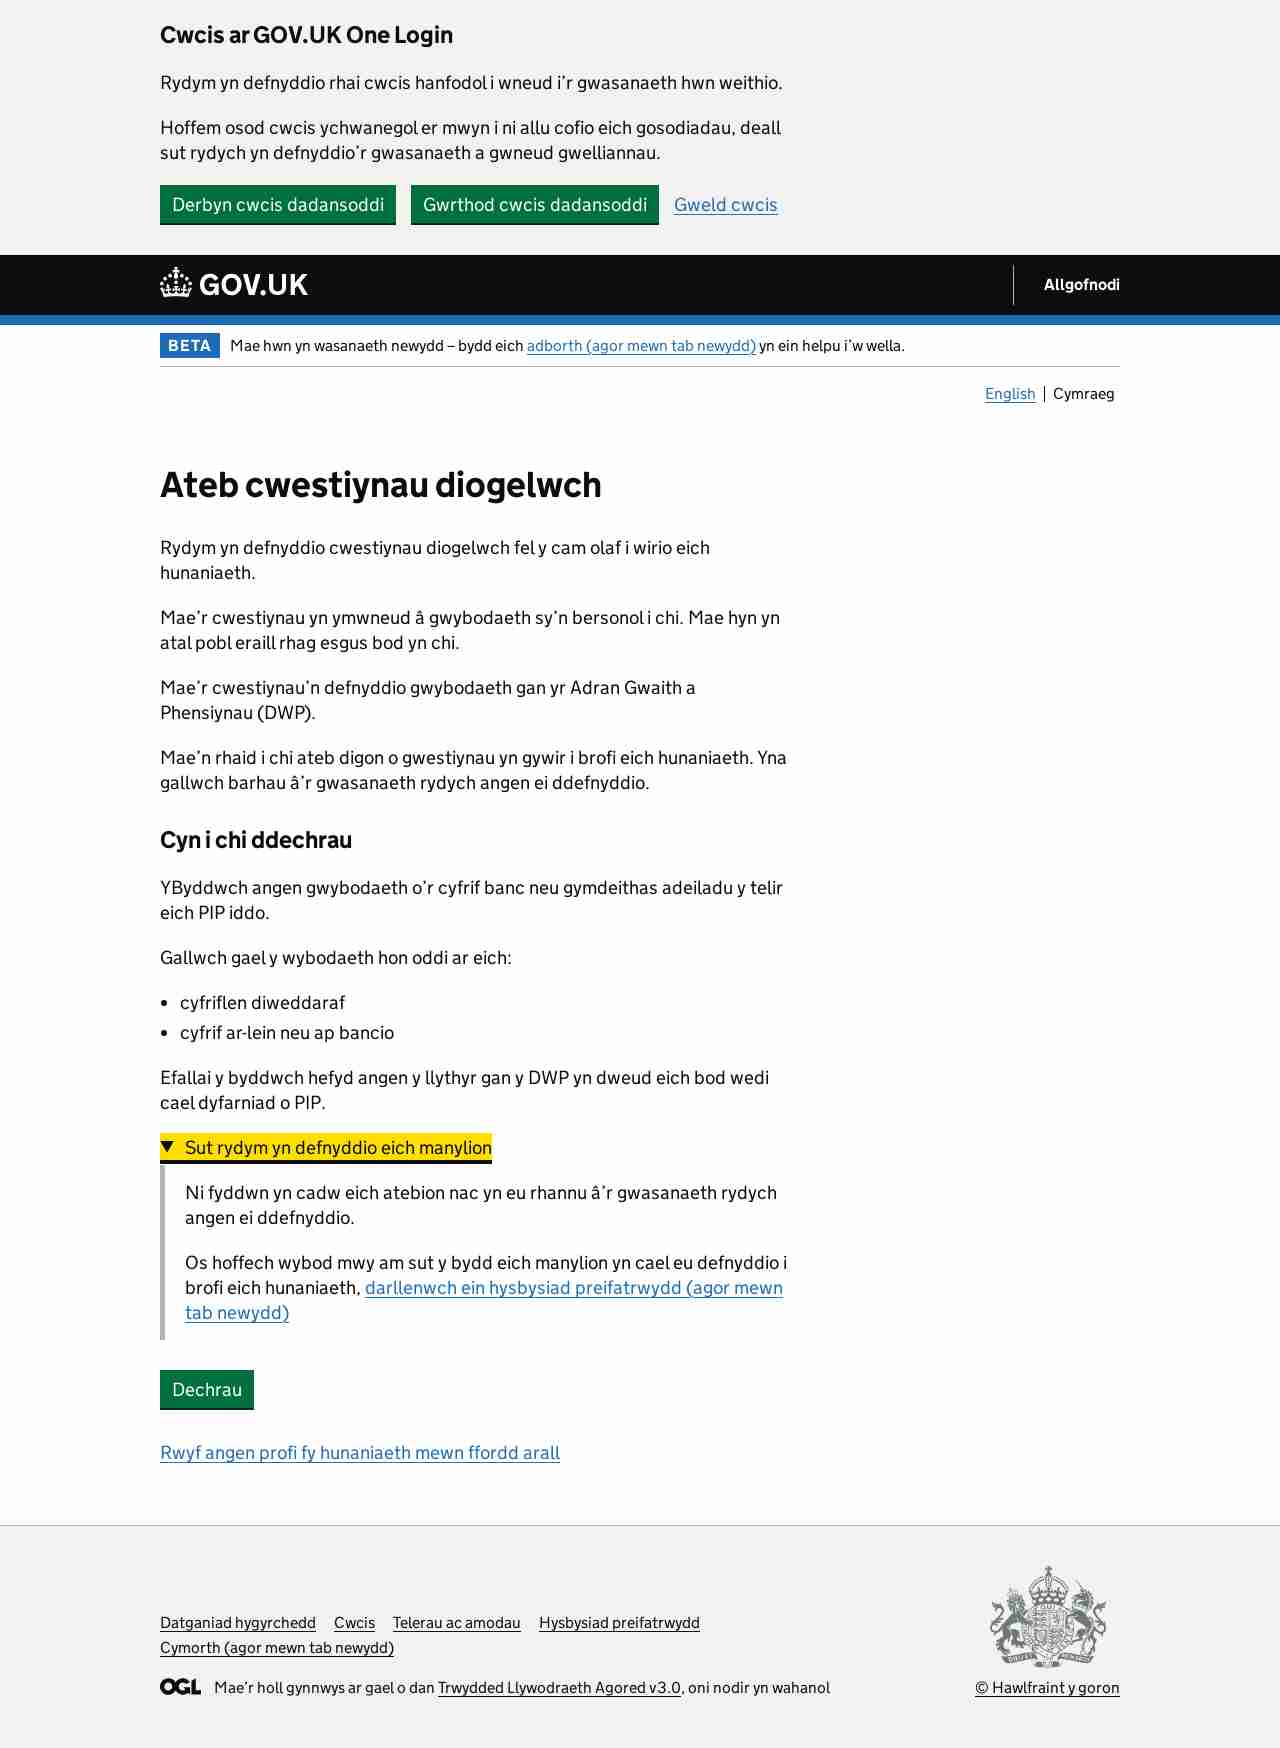 Cwcis ar GOV.UK One Login
Rydym yn defnyddio rhai cwcis hanfodol i wneud i’r gwasanaeth hwn weithio.
Hoffem osod cwcis ychwanegol er mwyn i ni allu cofio eich gosodiadau, deall
sut rydych yn defnyddio’r gwasanaeth a gwneud gwelliannau.
Derbyn cwcis dadansoddi Gwrthod cwcis dadansoddi Gweld cwcis
GOV.UK Allgofnodi
BETA Mae hwn yn wasanaeth newydd – bydd eich adborth (agor mewn tab newydd) yn ein helpu i’w wella.
English Cymraeg
Ateb cwestiynau diogelwch
Rydym yn defnyddio cwestiynau diogelwch fel y cam olaf i wirio eich
hunaniaeth.
Mae’r cwestiynau yn ymwneud â gwybodaeth sy’n bersonol i chi. Mae hyn yn
atal pobl eraill rhag esgus bod yn chi.
Mae’r cwestiynau’n defnyddio gwybodaeth gan yr Adran Gwaith a
Phensiynau (DWP).
Mae’n rhaid i chi ateb digon o gwestiynau yn gywir i brofi eich hunaniaeth. Yna
gallwch barhau â’r gwasanaeth rydych angen ei ddefnyddio.
Cyn i chi ddechrau
YByddwch angen gwybodaeth o’r cyfrif banc neu gymdeithas adeiladu y telir
eich PIP iddo.
Gallwch gael y wybodaeth hon oddi ar eich:
• cyfriflen diweddaraf
• cyfrif ar-lein neu ap bancio
Efallai y byddwch hefyd angen y llythyr gan y DWP yn dweud eich bod wedi
cael dyfarniad o PIP.
Sut rydym yn defnyddio eich manylion
Ni fyddwn yn cadw eich atebion nac yn eu rhannu â’r gwasanaeth rydych
angen ei ddefnyddio.
Os hoffech wybod mwy am sut y bydd eich manylion yn cael eu defnyddio i
brofi eich hunaniaeth, darllenwch ein hysbysiad preifatrwydd (agor mewn
tab newydd)
Dechrau
Rwyf angen profi fy hunaniaeth mewn ffordd arall
Datganiad hygyrchedd Cwcis Telerau ac amodau Hysbysiad preifatrwydd
Cymorth (agor mewn tab newydd)
OGL Mae’r holl gynnwys ar gael o dan Trwydded Llywodraeth Agored v3.0, oni nodir yn wahanol
© Hawlfraint y goron